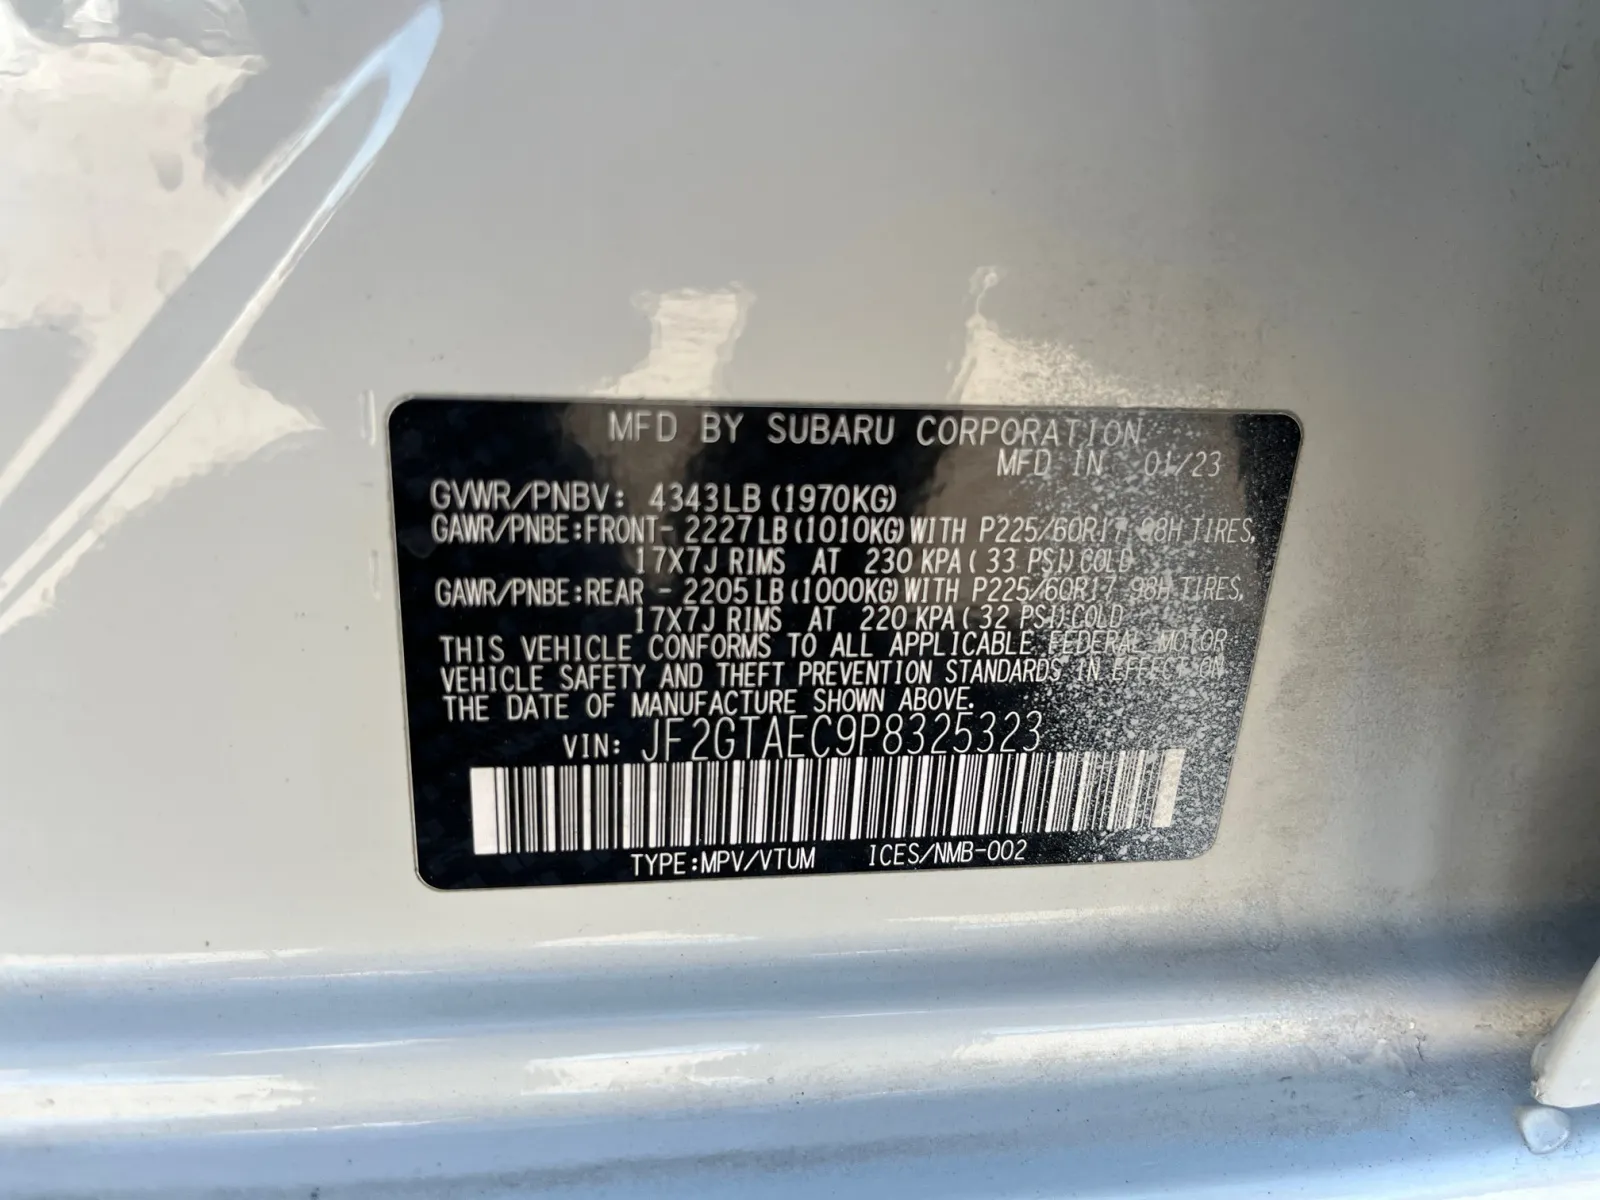 MFD BY SUBARU CORPORATION
MFD IN 01/23
GVWR/PNBV: 4343LB (1970KG)
GAWR/PNBE:FRONT- 2227LB (1010KG) WITH P225/60R17 98H TIRES,
17X7J RIMS AT 230 KPA ( 33 PSI) COLD
GAWR/PNBE:REAR - 2205LB (1000KG) WITH P225/60R17 98H TIRES,
17X7J RIMS AT 220 KPA ( 32 PSI) COLD
THIS VEHICLE CONFORMS TO ALL APPLICABLE FEDERAL MOTOR
VEHICLE SAFETY AND THEFT PREVENTION STANDARDS IN EFFECT ON
THE DATE OF MANUFACTURE SHOWN ABOVE.
VIN: JF2GTAEC9P8325323
TYPE:MPV/VTUM ICES/NMB-002